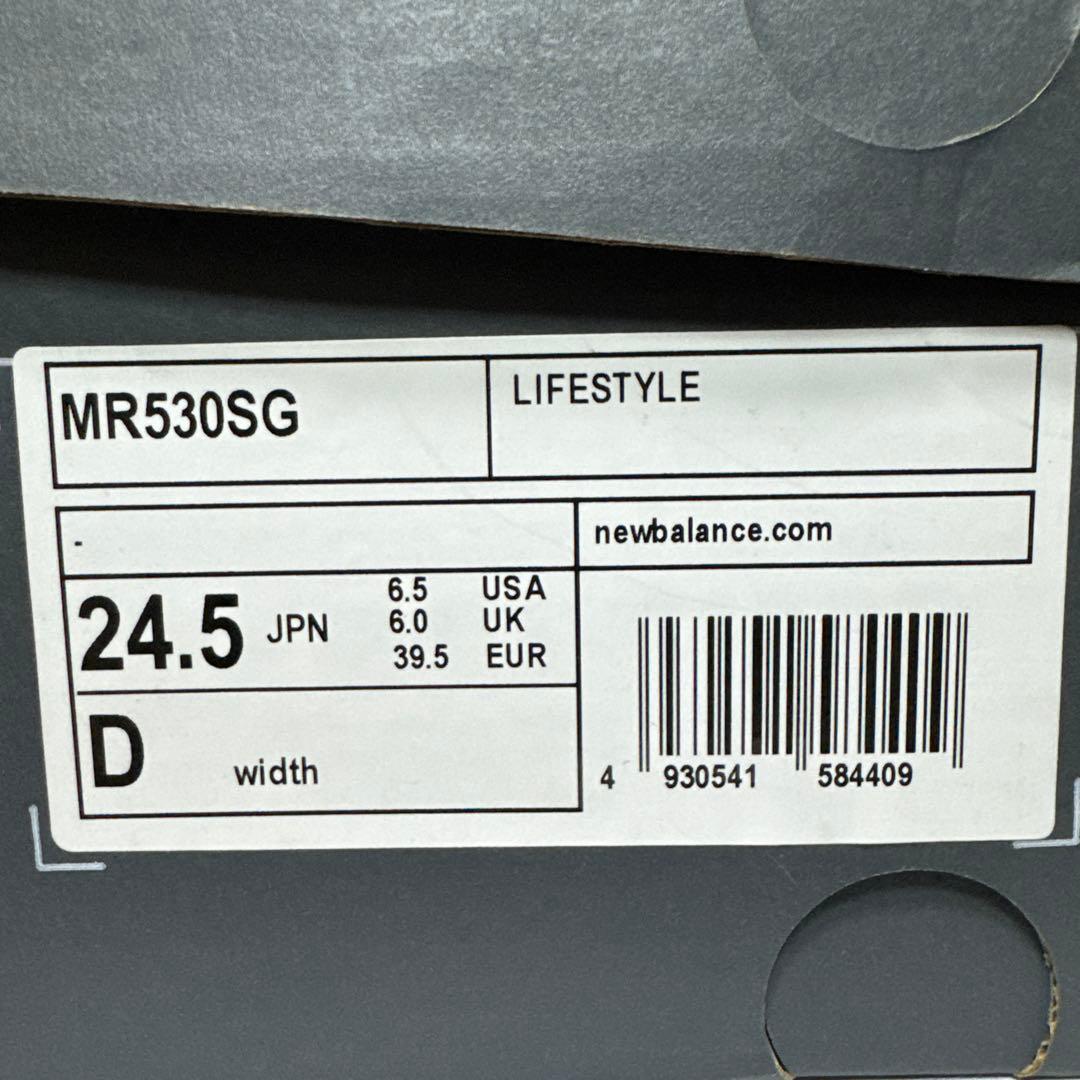 MR530SG
LIFESTYLE
-
newbalance.com
24.5 JPN
6.5 USA
6.0 UK
39.5 EUR
D width
4 930541 584409